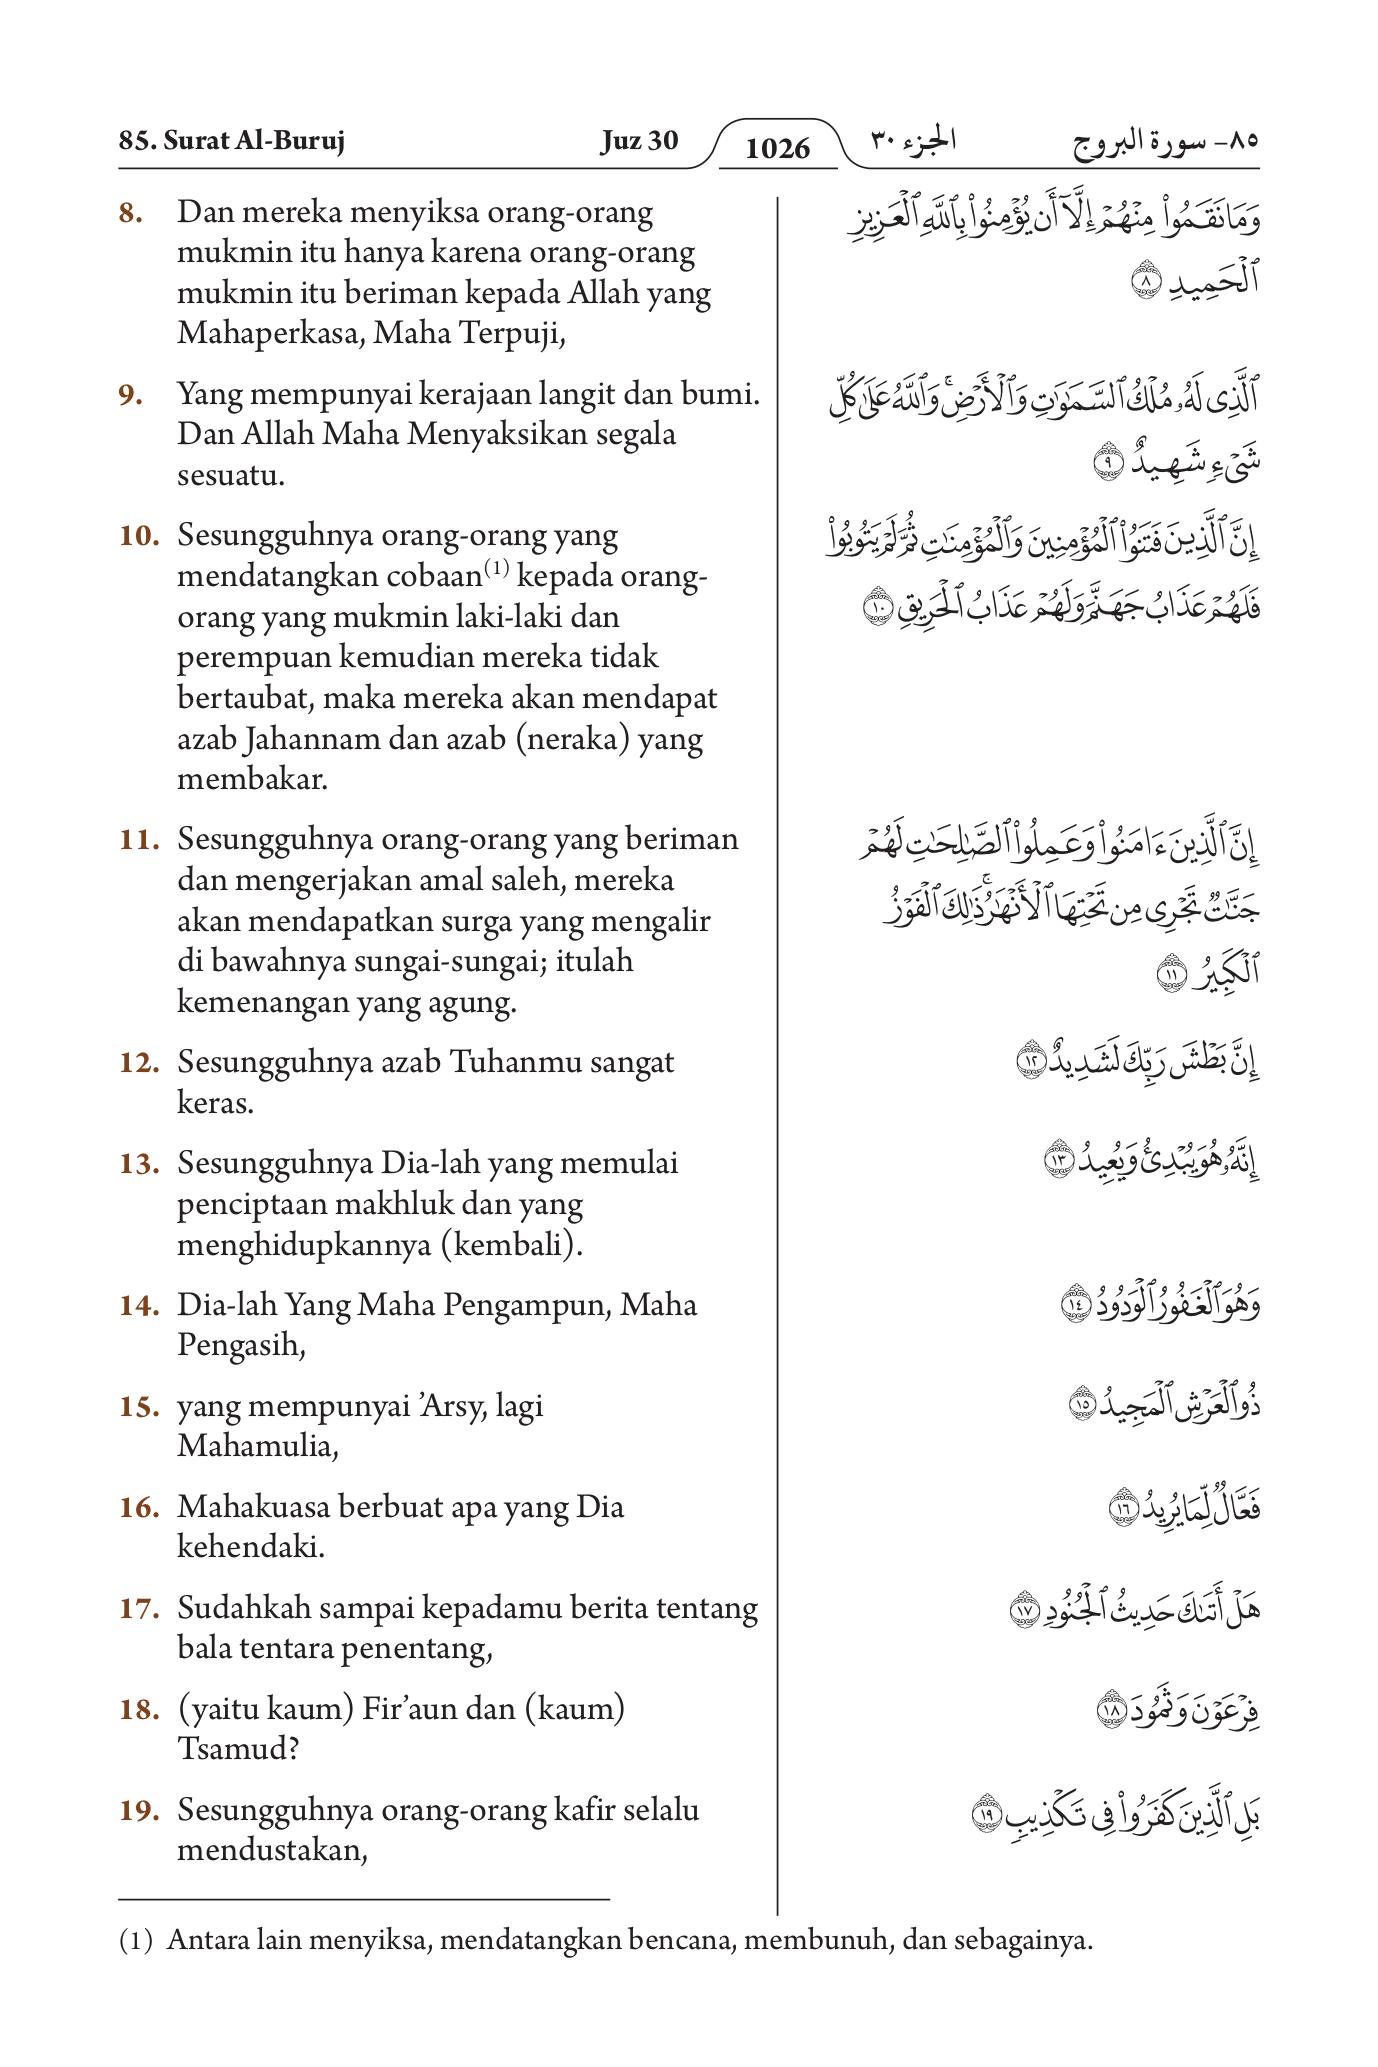 85. Surat Al-Buruj
Juz 30
1026
الجزء ٣٠
٨٥- سورة البروج
8. Dan mereka menyiksa orang-orang
mukmin itu hanya karena orang-orang
mukmin itu beriman kepada Allah yang
Mahaperkasa, Maha Terpuji,
وَمَا نَقَمُوا۟ مِنْهُمْ إِلَّآ أَن يُؤْمِنُوا۟ بِٱللَّهِ ٱلْعَزِيزِ
ٱلْحَمِيدِ ٨
9. Yang mempunyai kerajaan langit dan bumi.
Dan Allah Maha Menyaksikan segala
sesuatu.
ٱلَّذِى لَهُۥ مُلْكُ ٱلسَّمَـٰوَٰتِ وَٱلْأَرْضِ ۚ وَٱللَّهُ عَلَىٰ كُلِّ
شَىْءٍ شَهِيدٌ ٩
10. Sesungguhnya orang-orang yang
mendatangkan cobaan(1) kepada orang-
orang yang mukmin laki-laki dan
perempuan kemudian mereka tidak
bertaubat, maka mereka akan mendapat
azab Jahannam dan azab (neraka) yang
membakar.
إِنَّ ٱلَّذِينَ فَتَنُوا۟ ٱلْمُؤْمِنِينَ وَٱلْمُؤْمِنَـٰتِ ثُمَّ لَمْ يَتُوبُوا۟
فَلَهُمْ عَذَابُ جَهَنَّمَ وَلَهُمْ عَذَابُ ٱلْحَرِيقِ ١٠
11. Sesungguhnya orang-orang yang beriman
dan mengerjakan amal saleh, mereka
akan mendapatkan surga yang mengalir
di bawahnya sungai-sungai; itulah
kemenangan yang agung.
إِنَّ ٱلَّذِينَ ءَامَنُوا۟ وَعَمِلُوا۟ ٱلصَّـٰلِحَـٰتِ لَهُمْ
جَنَّـٰتٌ تَجْرِى مِن تَحْتِهَا ٱلْأَنْهَـٰرُ ۚ ذَٰلِكَ ٱلْفَوْزُ
ٱلْكَبِيرُ ١١
12. Sesungguhnya azab Tuhanmu sangat
keras.
إِنَّ بَطْشَ رَبِّكَ لَشَدِيدٌ ١٢
13. Sesungguhnya Dia-lah yang memulai
penciptaan makhluk dan yang
menghidupkannya (kembali).
إِنَّهُۥ هُوَ يُبْدِئُ وَيُعِيدُ ١٣
14. Dia-lah Yang Maha Pengampun, Maha
Pengasih,
وَهُوَ ٱلْغَفُورُ ٱلْوَدُودُ ١٤
15. yang mempunyai ’Arsy, lagi
Mahamulia,
ذُو ٱلْعَرْشِ ٱلْمَجِيدُ ١٥
16. Mahakuasa berbuat apa yang Dia
kehendaki.
فَعَّالٌ لِّمَا يُرِيدُ ١٦
17. Sudahkah sampai kepadamu berita tentang
bala tentara penentang,
هَلْ أَتَىٰكَ حَدِيثُ ٱلْجُنُودِ ١٧
18. (yaitu kaum) Fir’aun dan (kaum)
Tsamud?
فِرْعَوْنَ وَثَمُودَ ١٨
19. Sesungguhnya orang-orang kafir selalu
mendustakan,
بَلِ ٱلَّذِينَ كَفَرُوا۟ فِى تَكْذِيبٍ ١٩
(1) Antara lain menyiksa, mendatangkan bencana, membunuh, dan sebagainya.